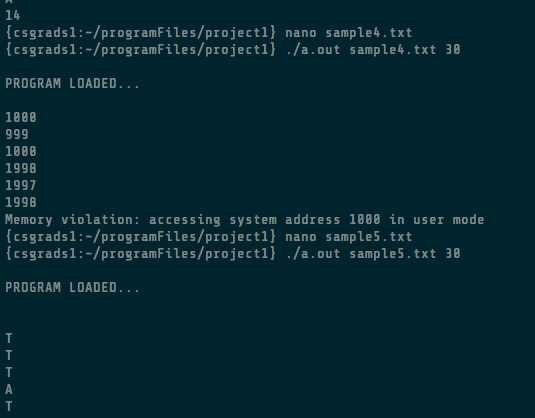 14
{csgrads1:~/programFiles/project1} nano sample4.txt
{csgrads1:~/programFiles/project1} ./a.out sample4.txt 30
PROGRAM LOADED...
1000
999
1000
1998
1997
1998
Memory violation: accessing system address 1000 in user mode
{csgrads1:~/programFiles/project1} nano sample5.txt
{csgrads1:~/programFiles/project1} ./a.out sample5.txt 30
PROGRAM LOADED...
T
T
T
A
T